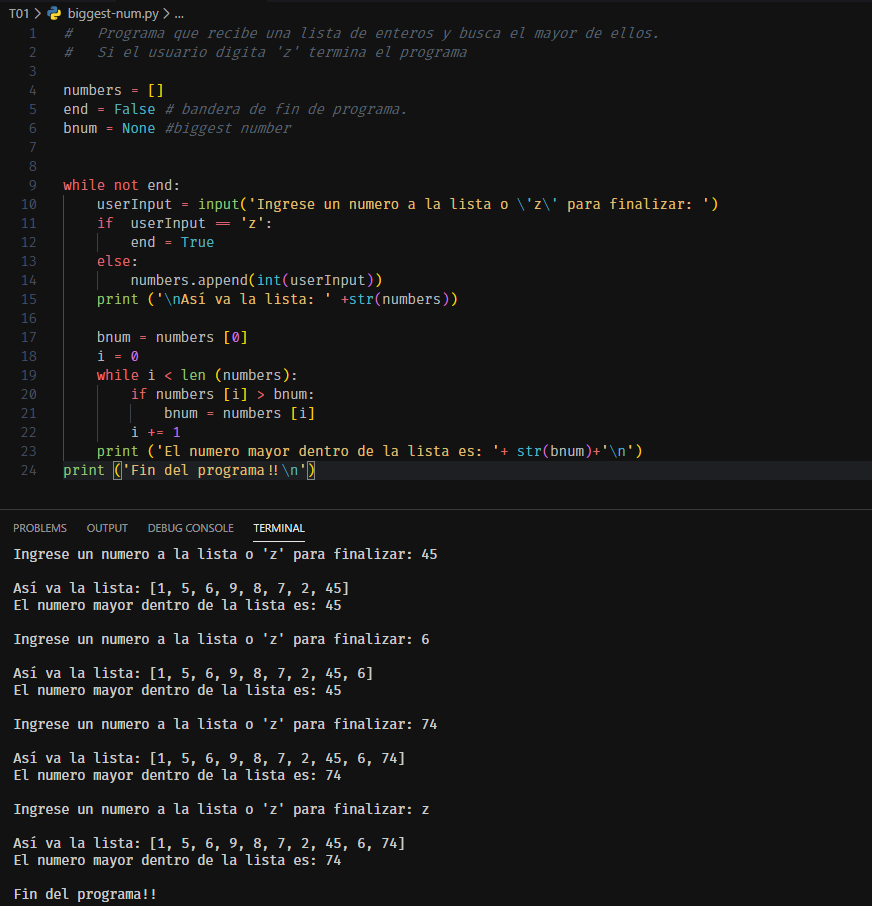 T01 > biggest-num.py > ...
1 #   Programa que recibe una lista de enteros y busca el mayor de ellos.
2 #   Si el usuario digita 'z' termina el programa
3
4 numbers = []
5 end = False # bandera de fin de programa.
6 bnum = None #biggest number
7
8
9 while not end:
10     userInput = input('Ingrese un numero a la lista o \'z\' para finalizar: ')
11     if  userInput == 'z':
12         end = True
13     else:
14         numbers.append(int(userInput))
15     print ('\nAsí va la lista: ' +str(numbers))
16
17     bnum = numbers [0]
18     i = 0
19     while i < len (numbers):
20         if numbers [i] > bnum:
21             bnum = numbers [i]
22         i += 1
23     print ('El numero mayor dentro de la lista es: '+ str(bnum)+'\n')
24 print ('Fin del programa!!\n')
PROBLEMS OUTPUT DEBUG CONSOLE TERMINAL
Ingrese un numero a la lista o 'z' para finalizar: 45
Así va la lista: [1, 5, 6, 9, 8, 7, 2, 45]
El numero mayor dentro de la lista es: 45
Ingrese un numero a la lista o 'z' para finalizar: 6
Así va la lista: [1, 5, 6, 9, 8, 7, 2, 45, 6]
El numero mayor dentro de la lista es: 45
Ingrese un numero a la lista o 'z' para finalizar: 74
Así va la lista: [1, 5, 6, 9, 8, 7, 2, 45, 6, 74]
El numero mayor dentro de la lista es: 74
Ingrese un numero a la lista o 'z' para finalizar: z
Así va la lista: [1, 5, 6, 9, 8, 7, 2, 45, 6, 74]
El numero mayor dentro de la lista es: 74
Fin del programa!!